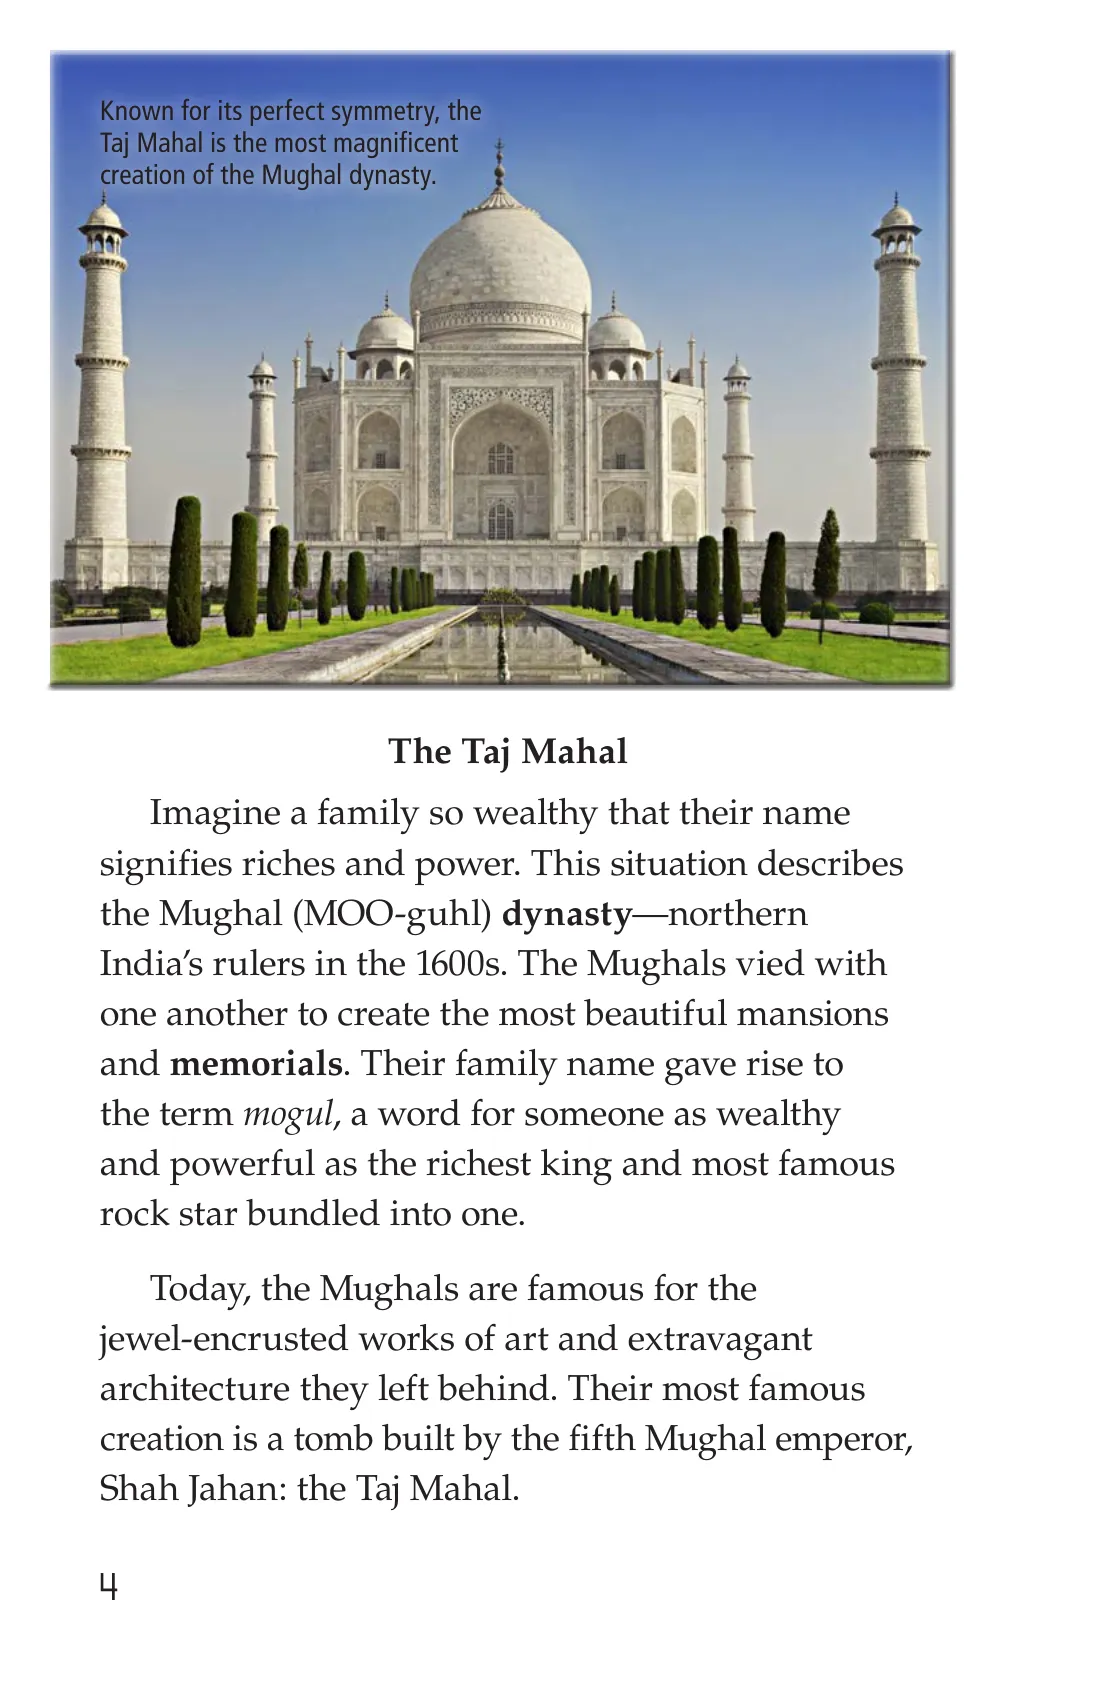 Known for its perfect symmetry, the
Taj Mahal is the most magnificent
creation of the Mughal dynasty.
The Taj Mahal
Imagine a family so wealthy that their name
signifies riches and power. This situation describes
the Mughal (MOO-guhl) dynasty—northern
India’s rulers in the 1600s. The Mughals vied with
one another to create the most beautiful mansions
and memorials. Their family name gave rise to
the term mogul, a word for someone as wealthy
and powerful as the richest king and most famous
rock star bundled into one.
Today, the Mughals are famous for the
jewel-encrusted works of art and extravagant
architecture they left behind. Their most famous
creation is a tomb built by the fifth Mughal emperor,
Shah Jahan: the Taj Mahal.
4